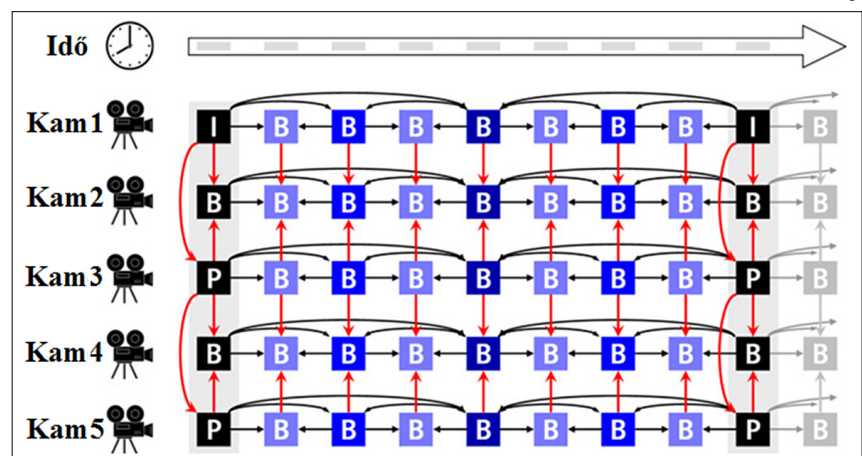 Idő
Kam1 I B B B B B B B I B
Kam2 B B B B B B B B B B
Kam3 P B B B B B B B P B
Kam4 B B B B B B B B B B
Kam5 P B B B B B B B P B